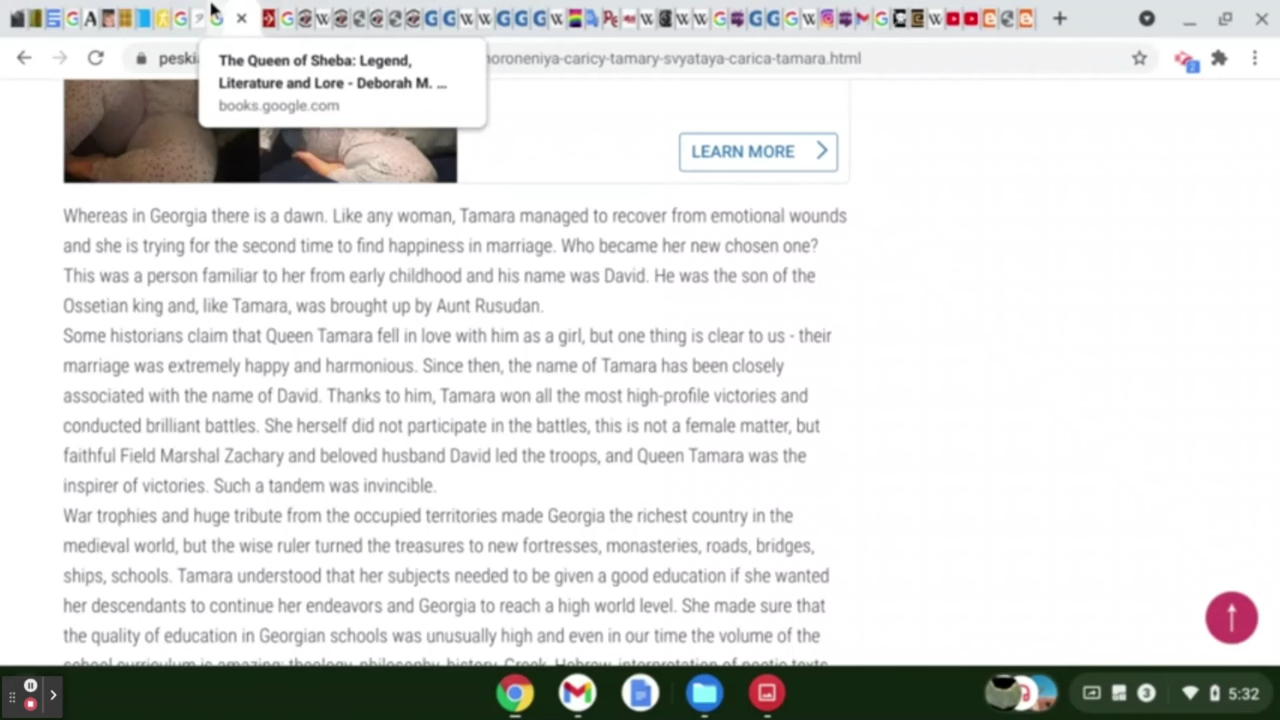 peski
horoneniya-caricy-tamary-svyataya-carica-tamara.html
The Queen of Sheba: Legend,
Literature and Lore - Deborah M. ...
books.google.com
LEARN MORE
Whereas in Georgia there is a dawn. Like any woman, Tamara managed to recover from emotional wounds
and she is trying for the second time to find happiness in marriage. Who became her new chosen one?
This was a person familiar to her from early childhood and his name was David. He was the son of the
Ossetian king and, like Tamara, was brought up by Aunt Rusudan.
Some historians claim that Queen Tamara fell in love with him as a girl, but one thing is clear to us - their
marriage was extremely happy and harmonious. Since then, the name of Tamara has been closely
associated with the name of David. Thanks to him, Tamara won all the most high-profile victories and
conducted brilliant battles. She herself did not participate in the battles, this is not a female matter, but
faithful Field Marshal Zachary and beloved husband David led the troops, and Queen Tamara was the
inspirer of victories. Such a tandem was invincible.
War trophies and huge tribute from the occupied territories made Georgia the richest country in the
medieval world, but the wise ruler turned the treasures to new fortresses, monasteries, roads, bridges,
ships, schools. Tamara understood that her subjects needed to be given a good education if she wanted
her descendants to continue her endeavors and Georgia to reach a high world level. She made sure that
the quality of education in Georgian schools was unusually high and even in our time the volume of the
school curriculum is amazing: theology, philosophy, history, Greek, Hebrew, interpretation of poetic texts,
3
5:32